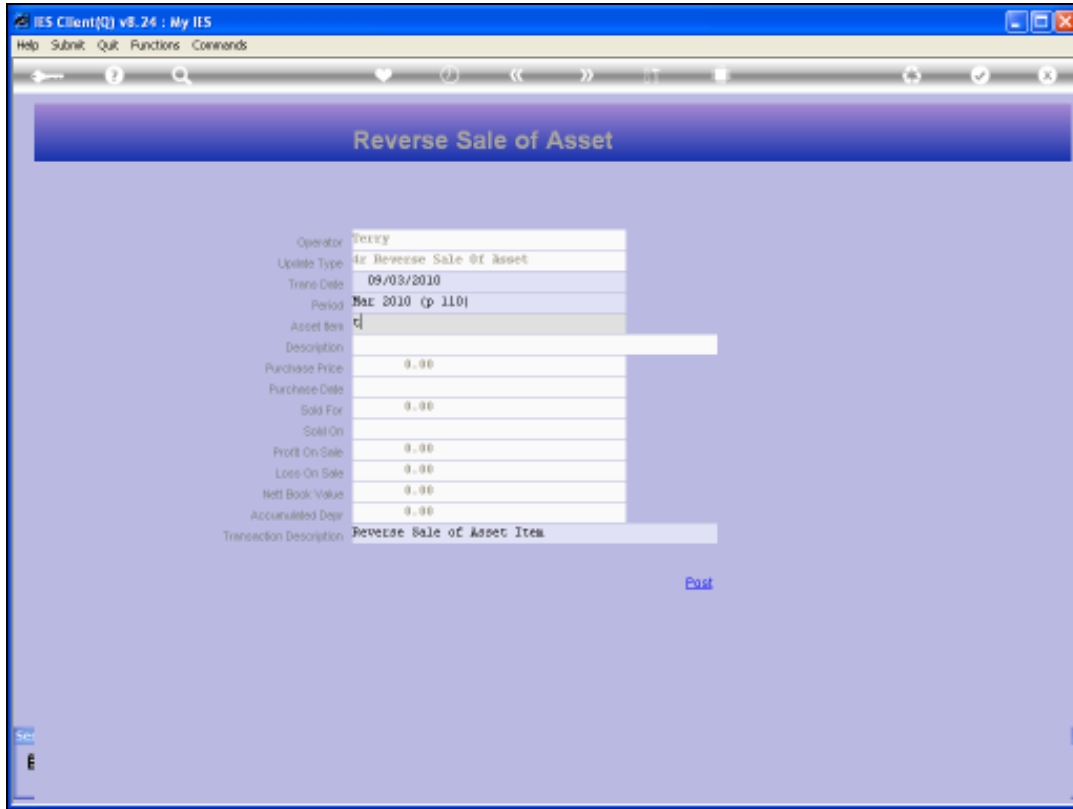 IES Client(Q) v8.24 : My IES
Help Submit Quit Functions Commands
Reverse Sale of Asset
Operator Terry
Update Type 4r Reverse Sale Of Asset
Trans Date 09/03/2010
Period Mar 2010 (p 110)
Asset Item t
Description
Purchase Price 0.00
Purchase Date
Sold For 0.00
Sold On
Profit On Sale 0.00
Loss On Sale 0.00
Nett Book Value 0.00
Accumulated Depr 0.00
Transaction Description Reverse Sale of Asset Item
Post